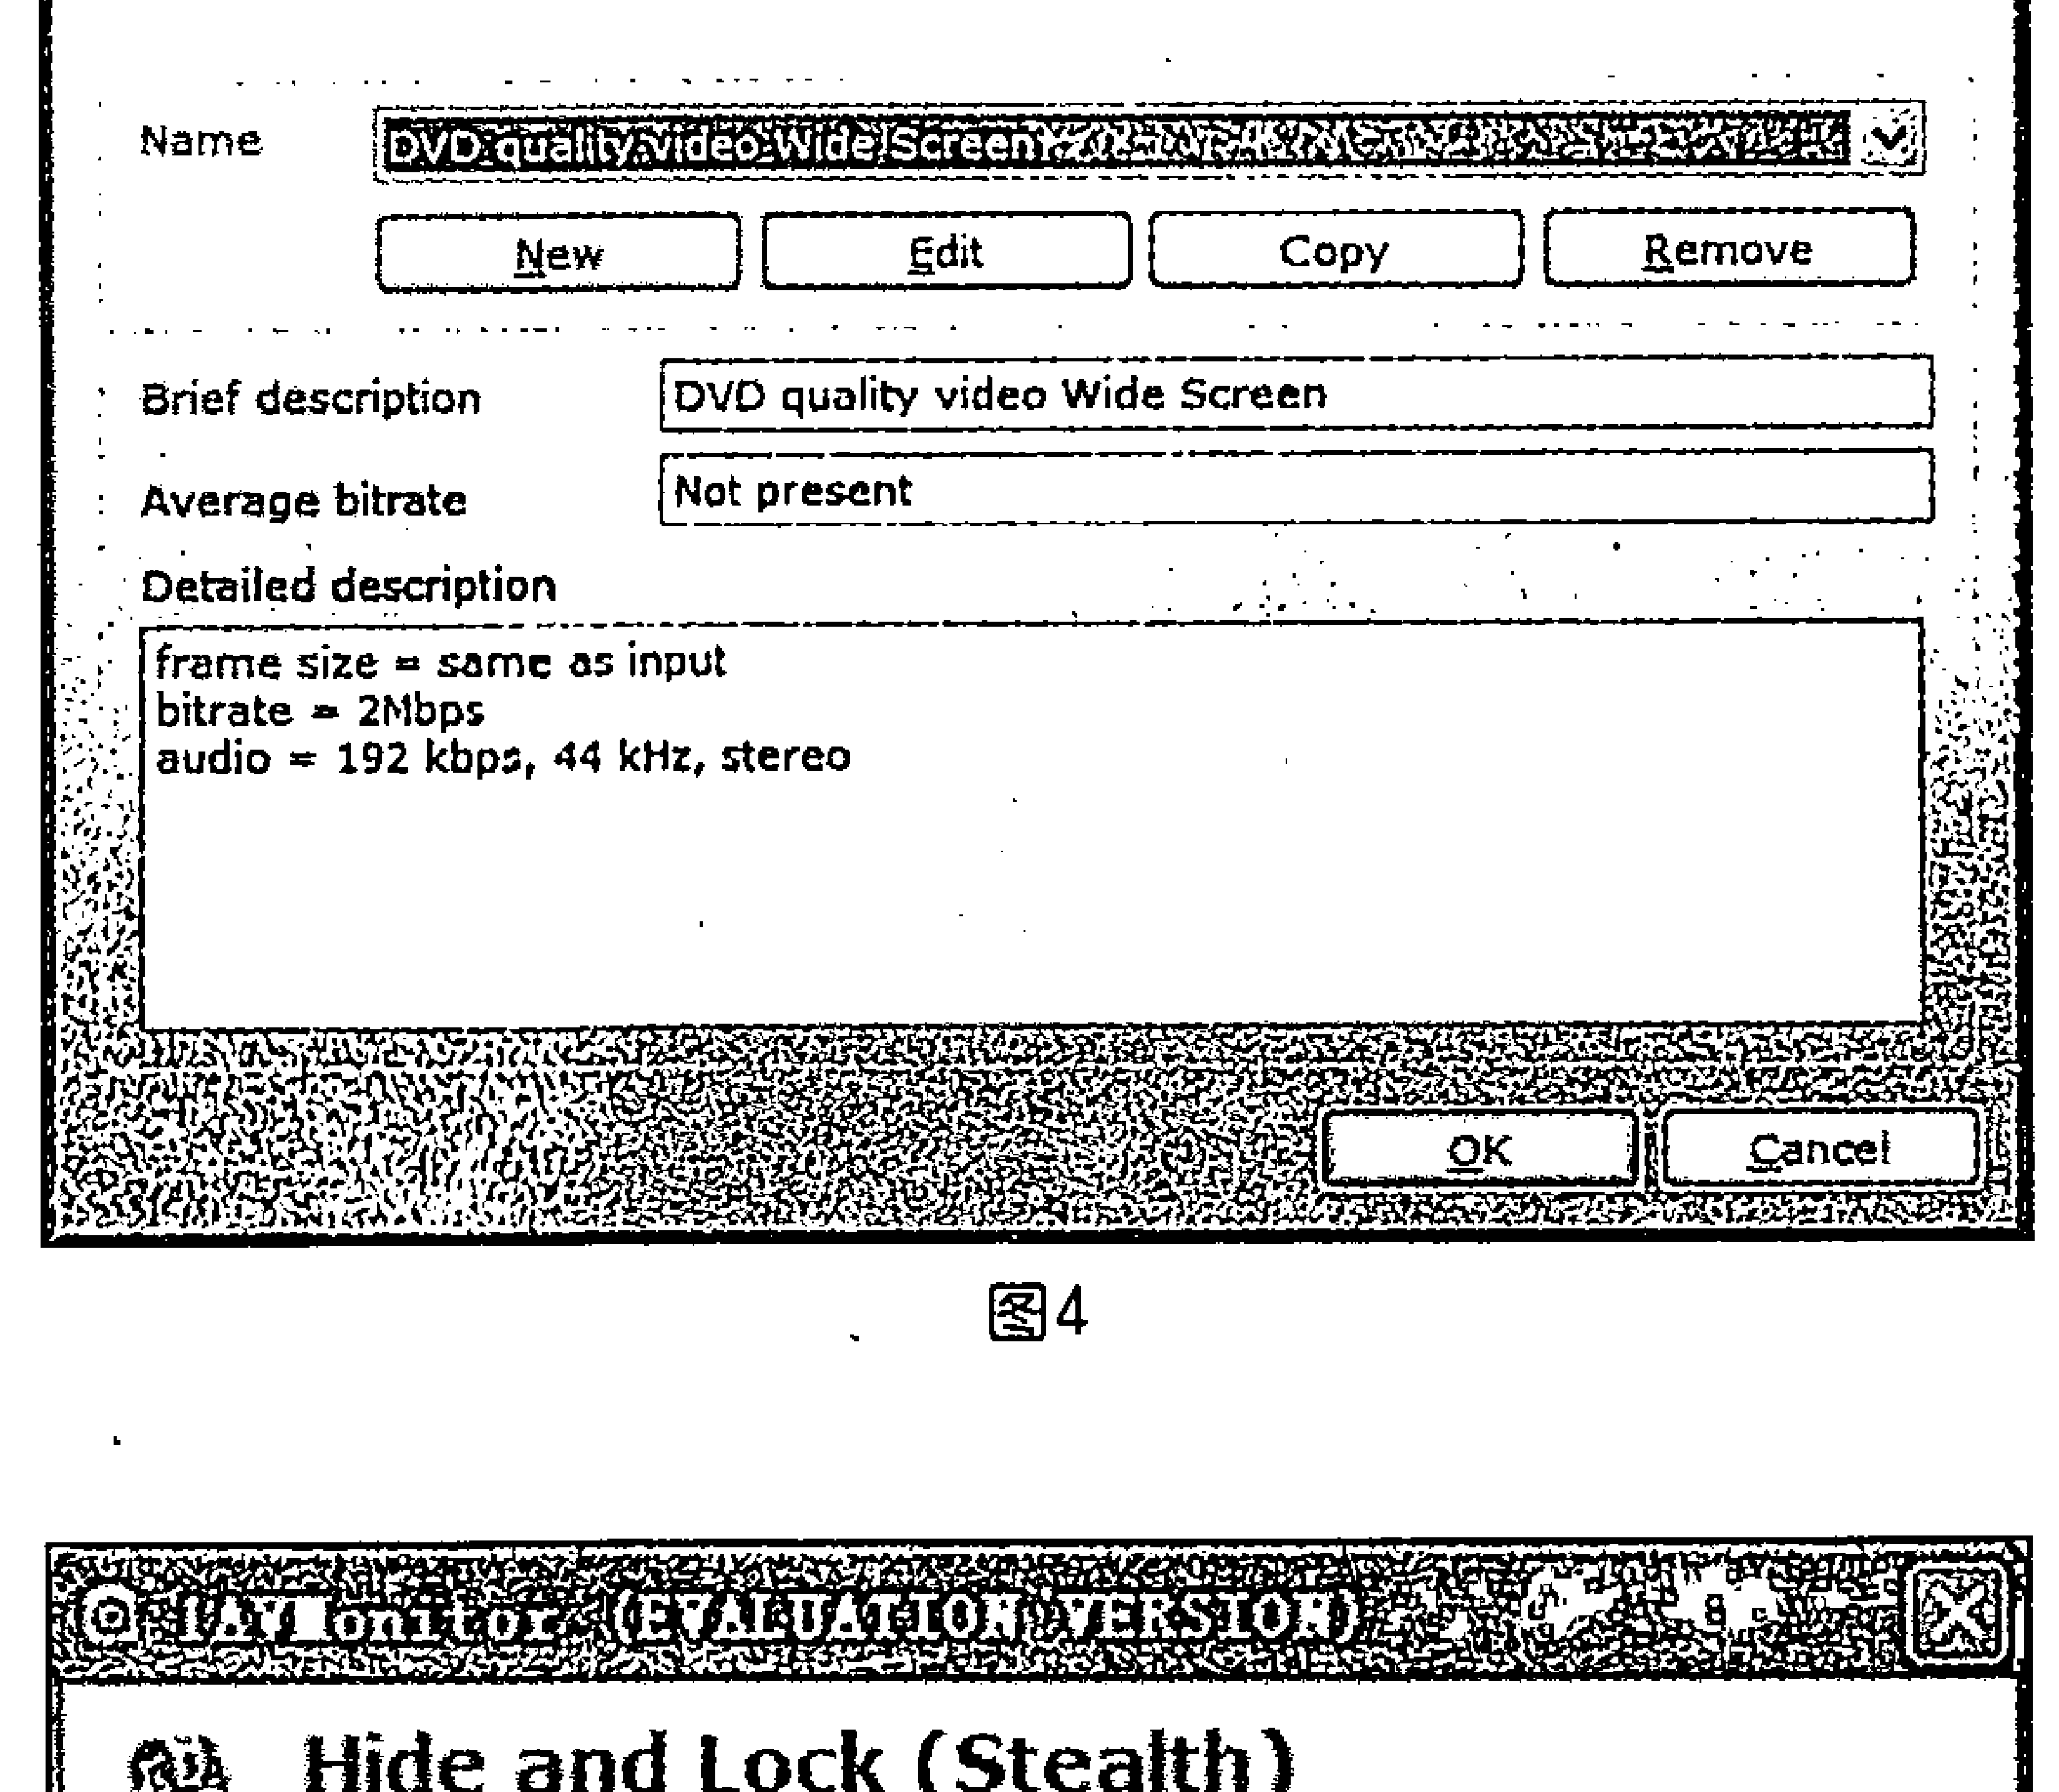 Name
DVD quality video Wide Screen
New Edit Copy Remove
Brief description DVD quality video Wide Screen
Average bitrate Not present
Detailed description
frame size = same as input
bitrate = 2Mbps
audio = 192 kbps, 44 kHz, stereo
OK Cancel
图4
(EVALUATION VERSION)
Hide and Lock (Stealth)